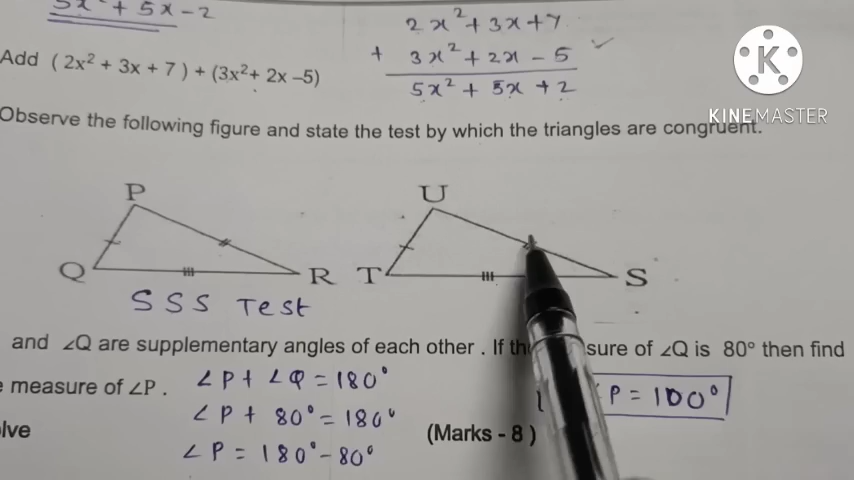 5x² + 5x - 2
2x² + 3x + 7
Add ( 2x² + 3x + 7 ) + (3x²+ 2x –5)
+ 3x² + 2x - 5
5x² + 5x + 2
K
KINEMASTER
Observe the following figure and state the test by which the triangles are congruent.
P U
Q R T S
SSS Test
and ∠Q are supplementary angles of each other . If sure of ∠Q is 80° then find
measure of ∠P .
∠P + ∠Q = 180°
∠P = 100°
∠P + 80° = 180°
lve (Marks - 8 )
∠P = 180° - 80°